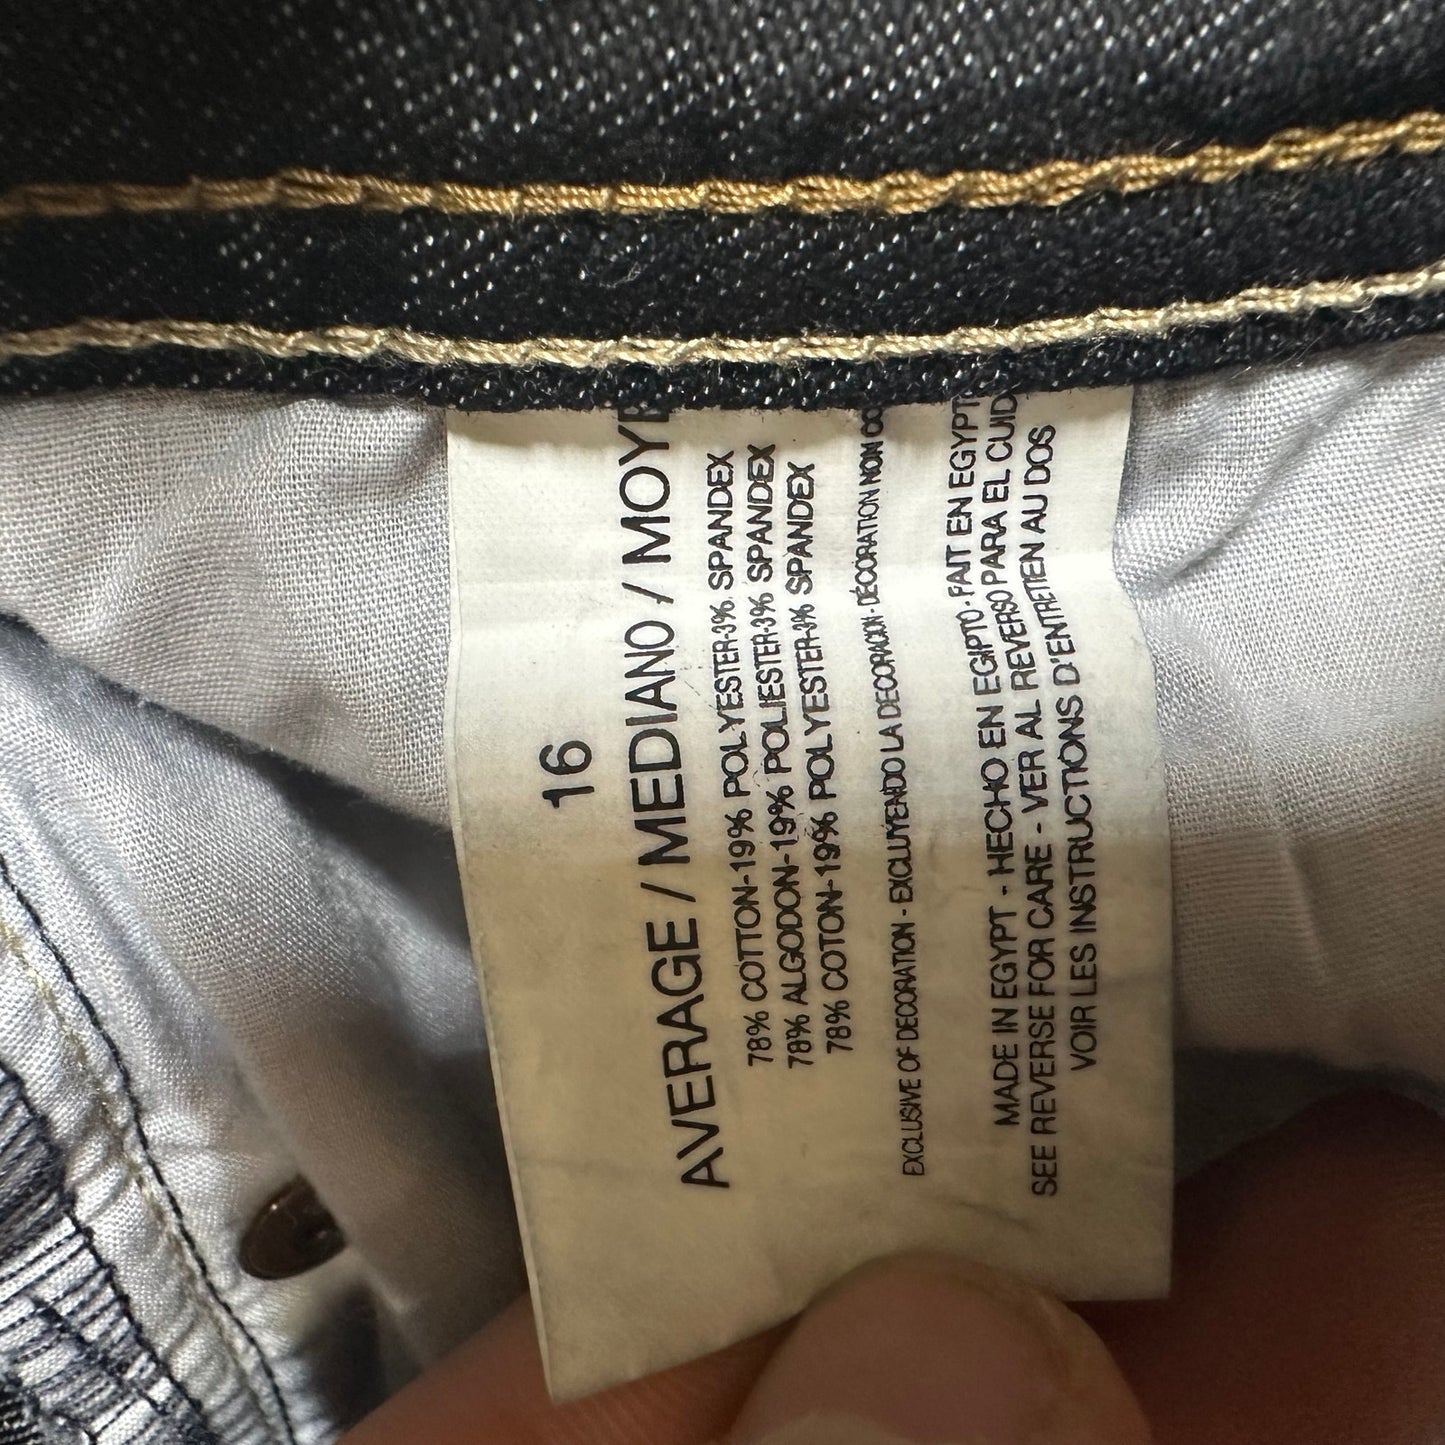 16
AVERAGE / MEDIANO / MOYE
78% COTTON-19% POLYESTER-3% SPANDEX
78% ALGODON-19% POLIESTER-3% SPANDEX
78% COTON-19% POLYESTER-3% SPANDEX
EXCLUSIVE OF DECORATION - EXCLUYENDO LA DECORACION - DÉCORATION NON CO
MADE IN EGYPT - HECHO EN EGIPTO - FAIT EN EGYPT
SEE REVERSE FOR CARE - VER AL REVERSO PARA EL CUID
VOIR LES INSTRUCTIONS D'ENTRETIEN AU DOS